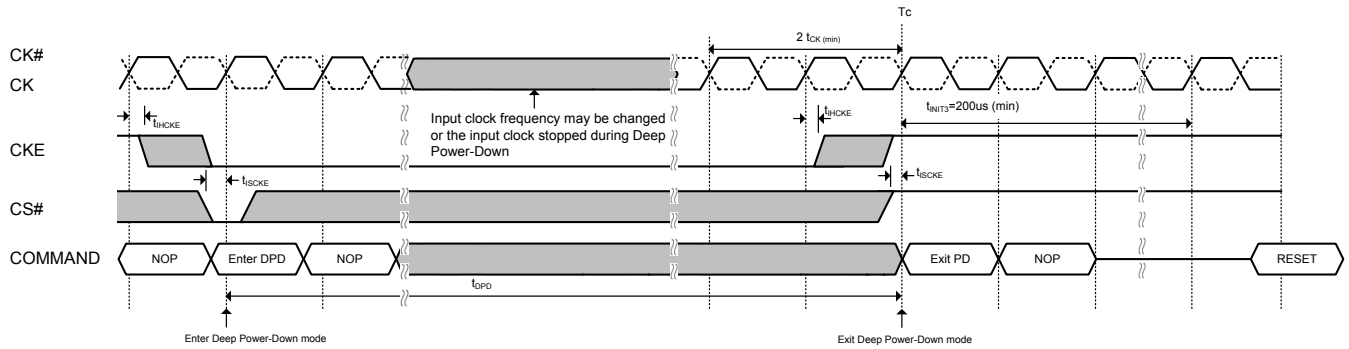 Tc
2 tCK (min)
CK#
CK
tINIT3=200us (min)
tIHCKE
Input clock frequency may be changed
or the input clock stopped during Deep
Power-Down
tIHCKE
CKE
tISCKE
tISCKE
CS#
COMMAND
NOP
Enter DPD
NOP
Exit PD
NOP
RESET
tDPD
Enter Deep Power-Down mode
Exit Deep Power-Down mode